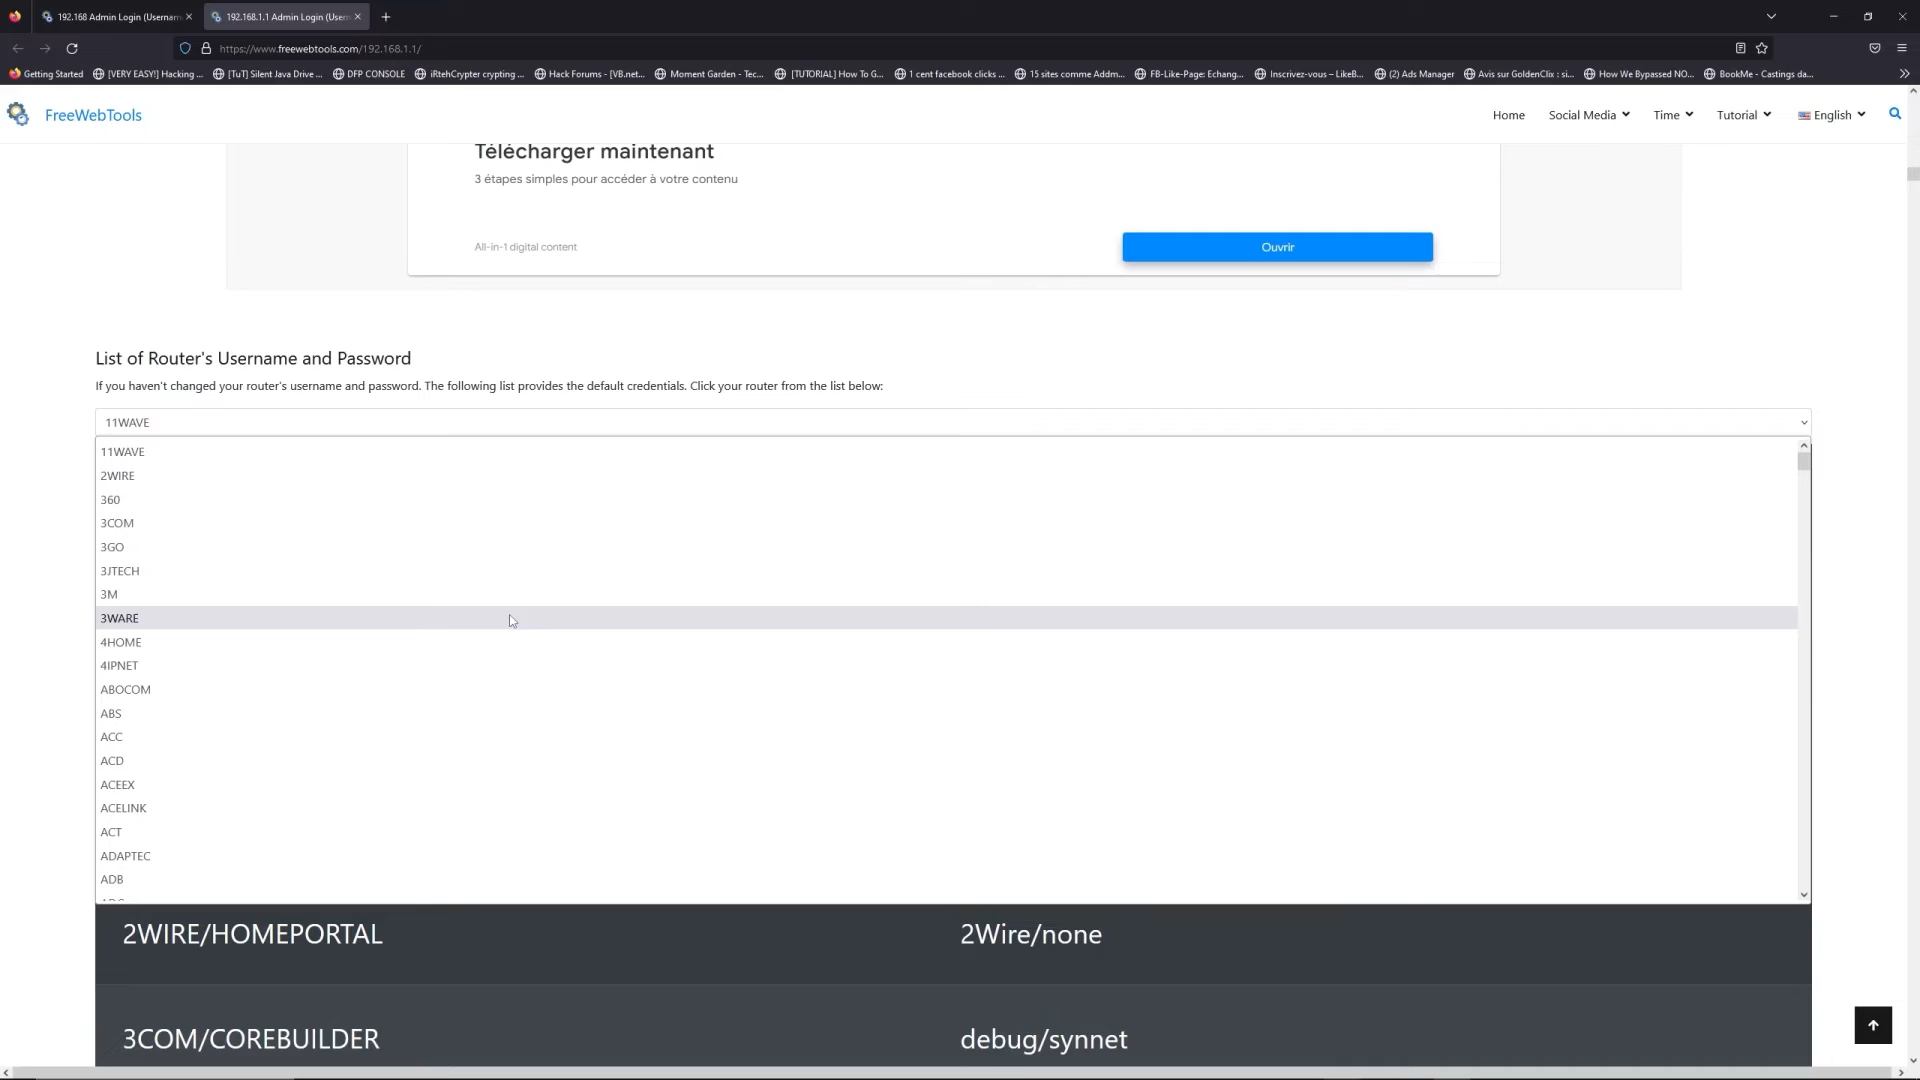 192.168 Admin Login (Usernam
192.168.1.1 Admin Login (Usern
https://www.freewebtools.com/192.168.1.1/
Getting Started
[VERY EASY!] Hacking ...
[TuT] Silent Java Drive ...
DFP CONSOLE
iRtehCrypter crypting ...
Hack Forums - [VB.net...
Moment Garden - Tec...
[TUTORIAL] How To G...
1 cent facebook clicks ...
15 sites comme Addm...
FB-Like-Page: Echang...
Inscrivez-vous – LikeB...
(2) Ads Manager
Avis sur GoldenClix : si...
How We Bypassed NO...
BookMe - Castings da...
FreeWebTools
Home
Social Media
Time
Tutorial
English
Télécharger maintenant
3 étapes simples pour accéder à votre contenu
All-in-1 digital content
Ouvrir
List of Router's Username and Password
If you haven't changed your router's username and password. The following list provides the default credentials. Click your router from the list below:
11WAVE
11WAVE
2WIRE
360
3COM
3GO
3JTECH
3M
3WARE
4HOME
4IPNET
ABOCOM
ABS
ACC
ACD
ACEEX
ACELINK
ACT
ADAPTEC
ADB
2WIRE/HOMEPORTAL
2Wire/none
3COM/COREBUILDER
debug/synnet